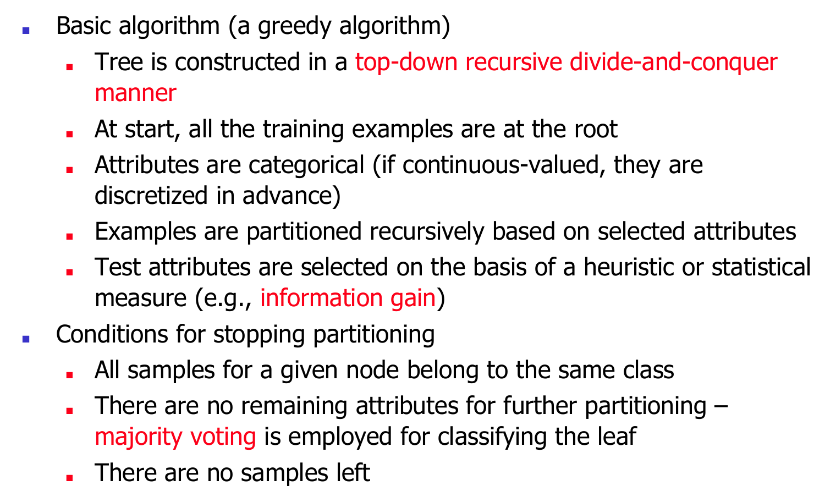 Basic algorithm (a greedy algorithm)
Tree is constructed in a top-down recursive divide-and-conquer
manner
At start, all the training examples are at the root
Attributes are categorical (if continuous-valued, they are
discretized in advance)
Examples are partitioned recursively based on selected attributes
Test attributes are selected on the basis of a heuristic or statistical
measure (e.g., information gain)
Conditions for stopping partitioning
All samples for a given node belong to the same class
There are no remaining attributes for further partitioning –
majority voting is employed for classifying the leaf
There are no samples left